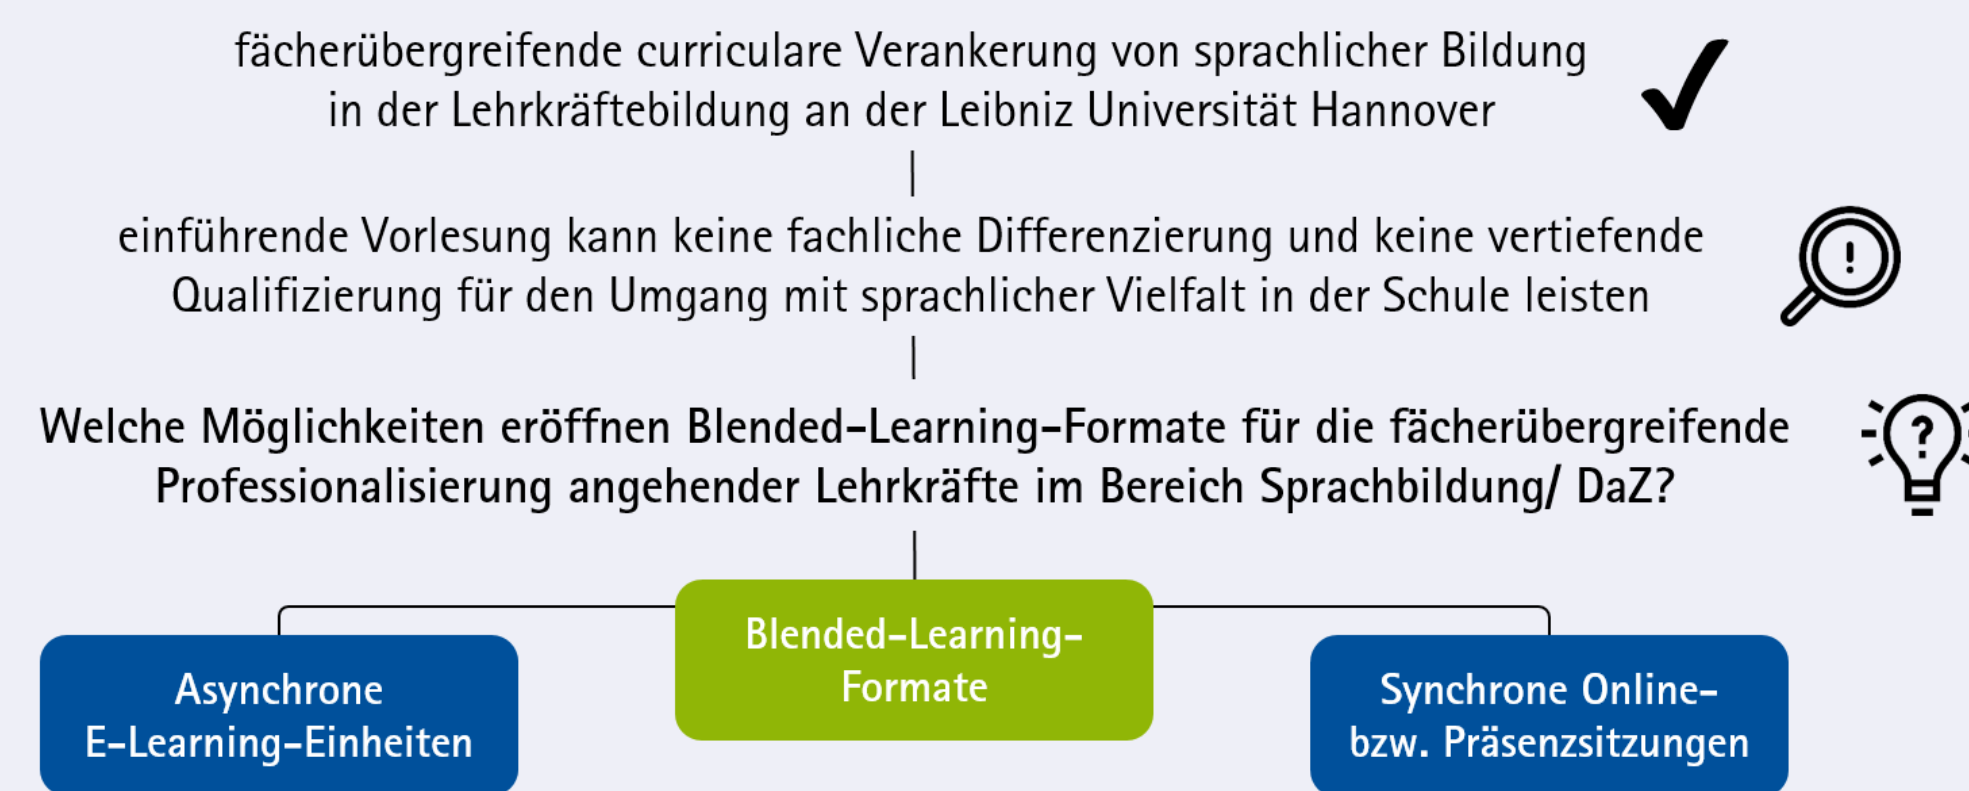 fächerübergreifende curriculare Verankerung von sprachlicher Bildung
in der Lehrkräftebildung an der Leibniz Universität Hannover
einführende Vorlesung kann keine fachliche Differenzierung und keine vertiefende
Qualifizierung für den Umgang mit sprachlicher Vielfalt in der Schule leisten
!
Welche Möglichkeiten eröffnen Blended-Learning-Formate für die fächerübergreifende
Professionalisierung angehender Lehrkräfte im Bereich Sprachbildung/ DaZ?
?
Blended-Learning-
Formate
Asynchrone
E-Learning-Einheiten
Synchrone Online-
bzw. Präsenzsitzungen